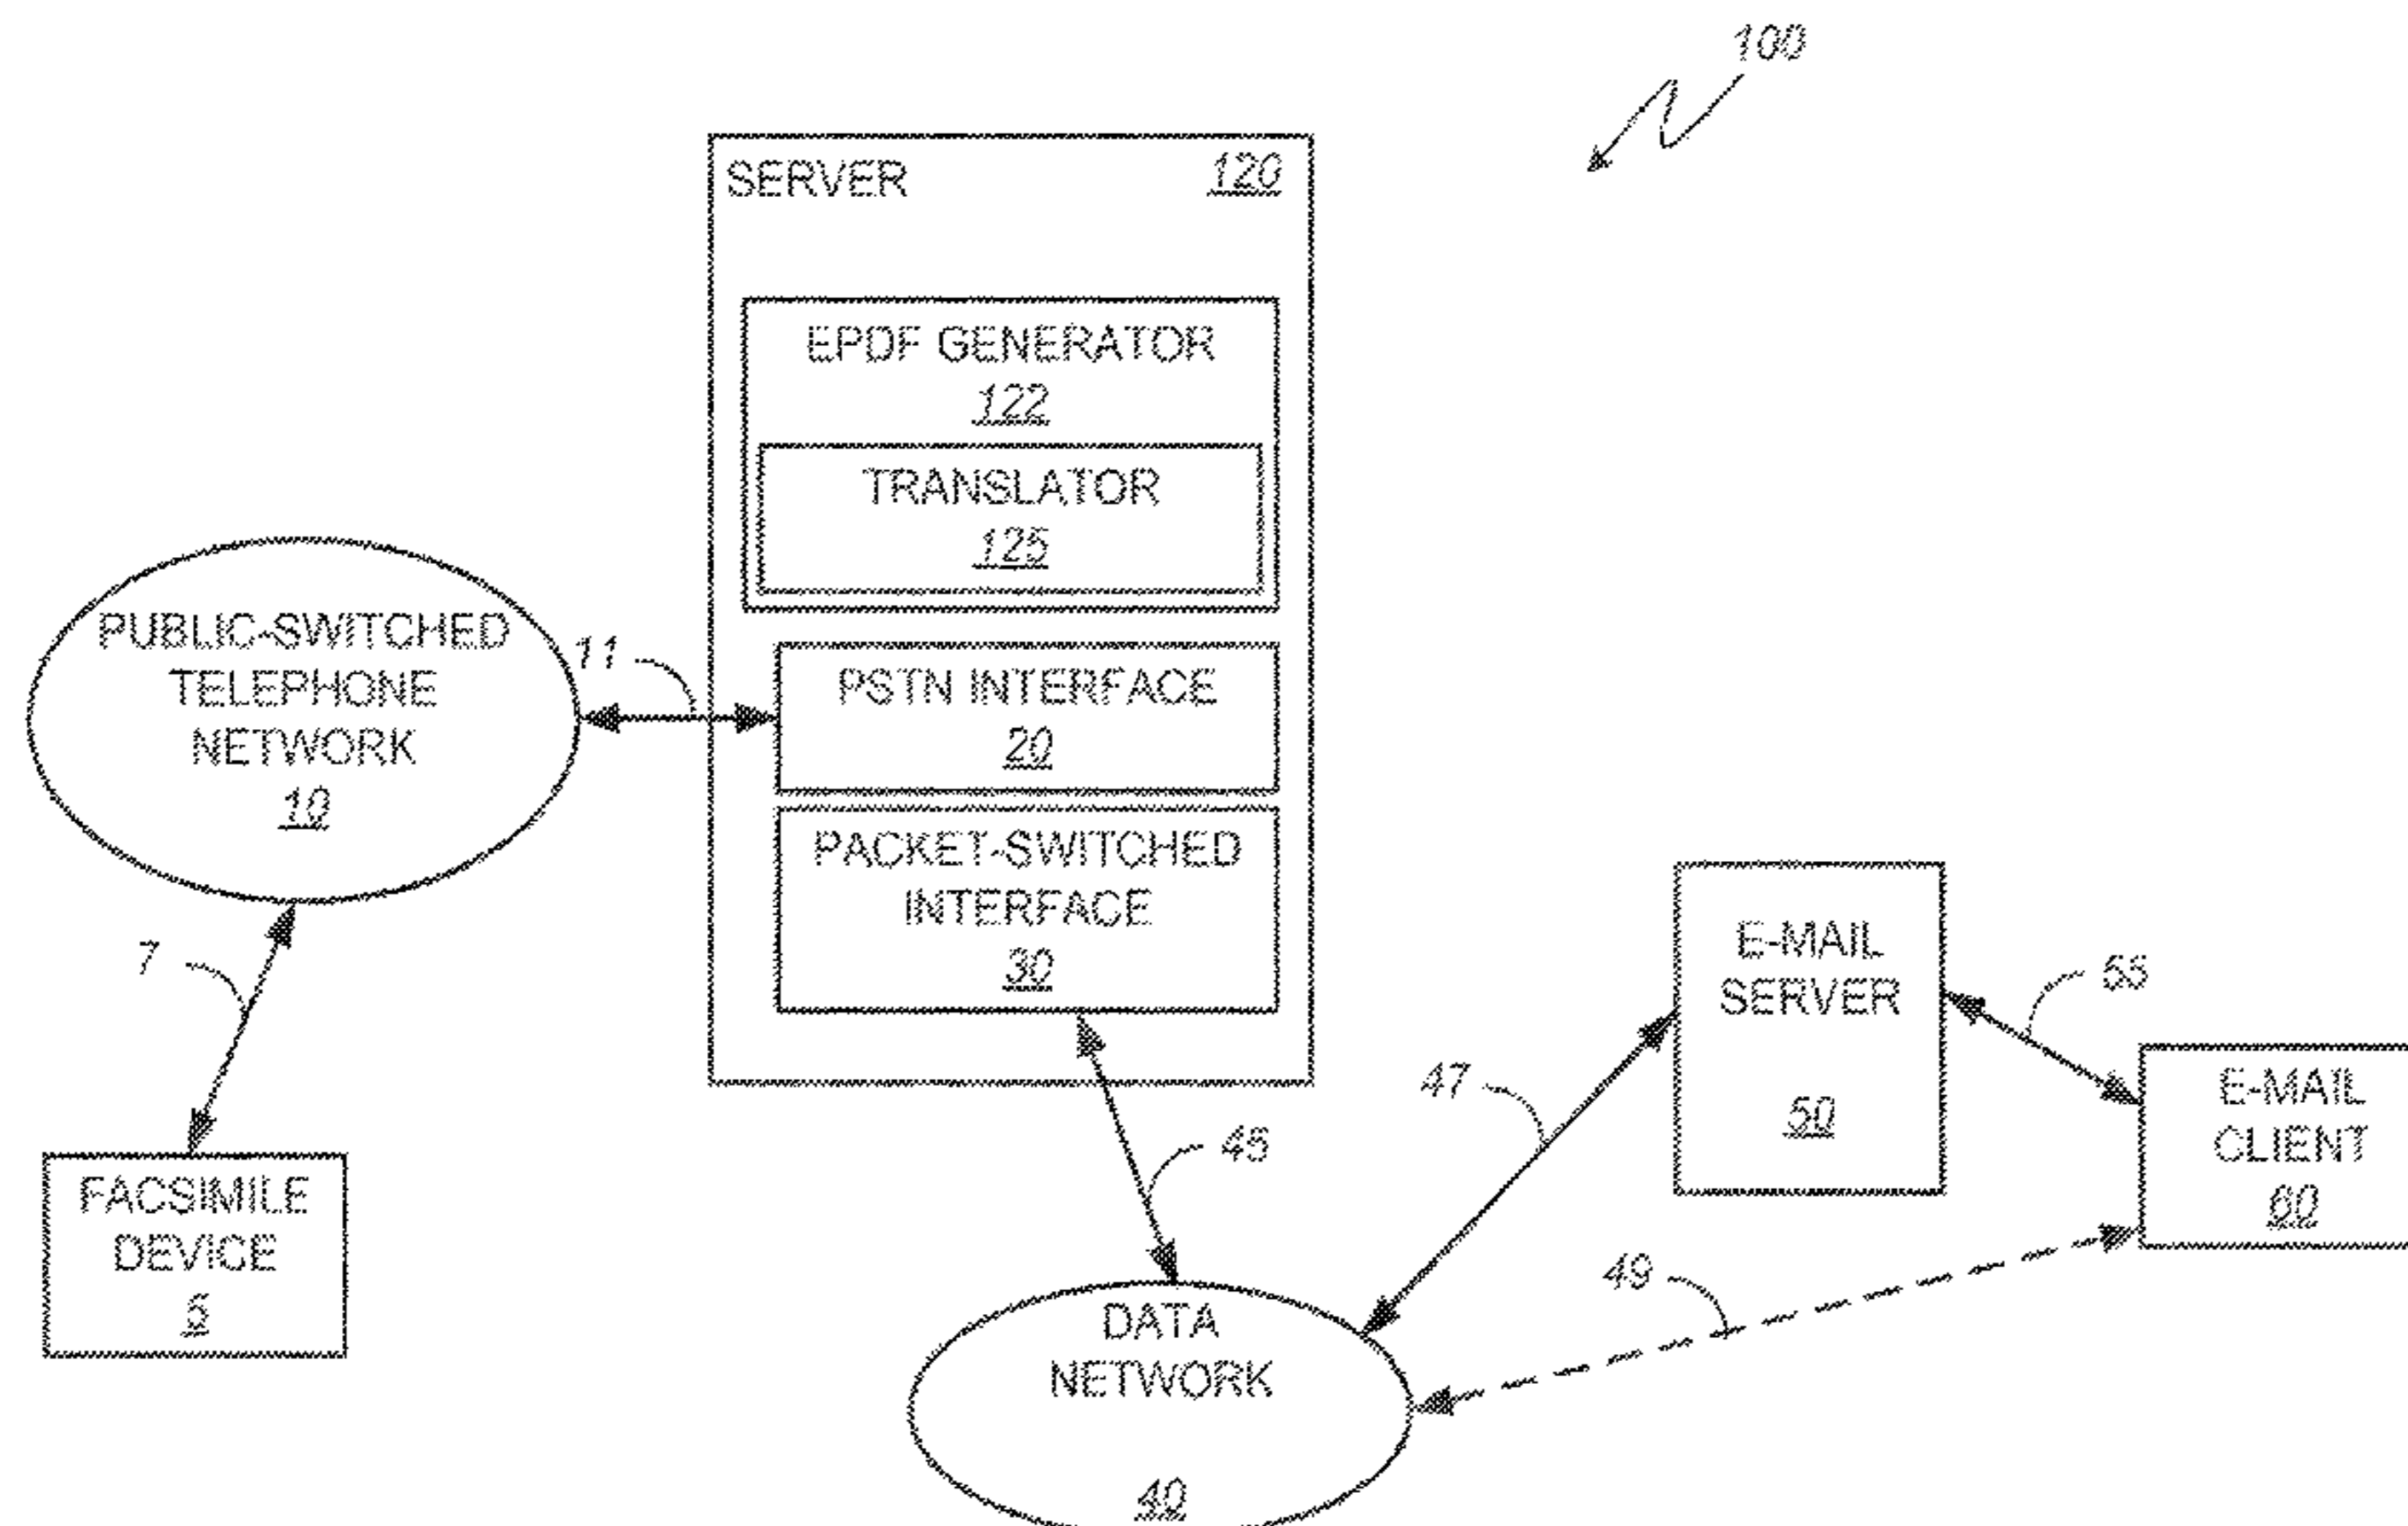 100
SERVER 120
EPDF GENERATOR
122
TRANSLATOR
125
PUBLIC-SWITCHED
TELEPHONE
NETWORK
10
11
PSTN INTERFACE
20
PACKET-SWITCHED
INTERFACE
30
7
FACSIMILE
DEVICE
5
45
47
E-MAIL
SERVER
50
55
E-MAIL
CLIENT
60
49
DATA
NETWORK
40